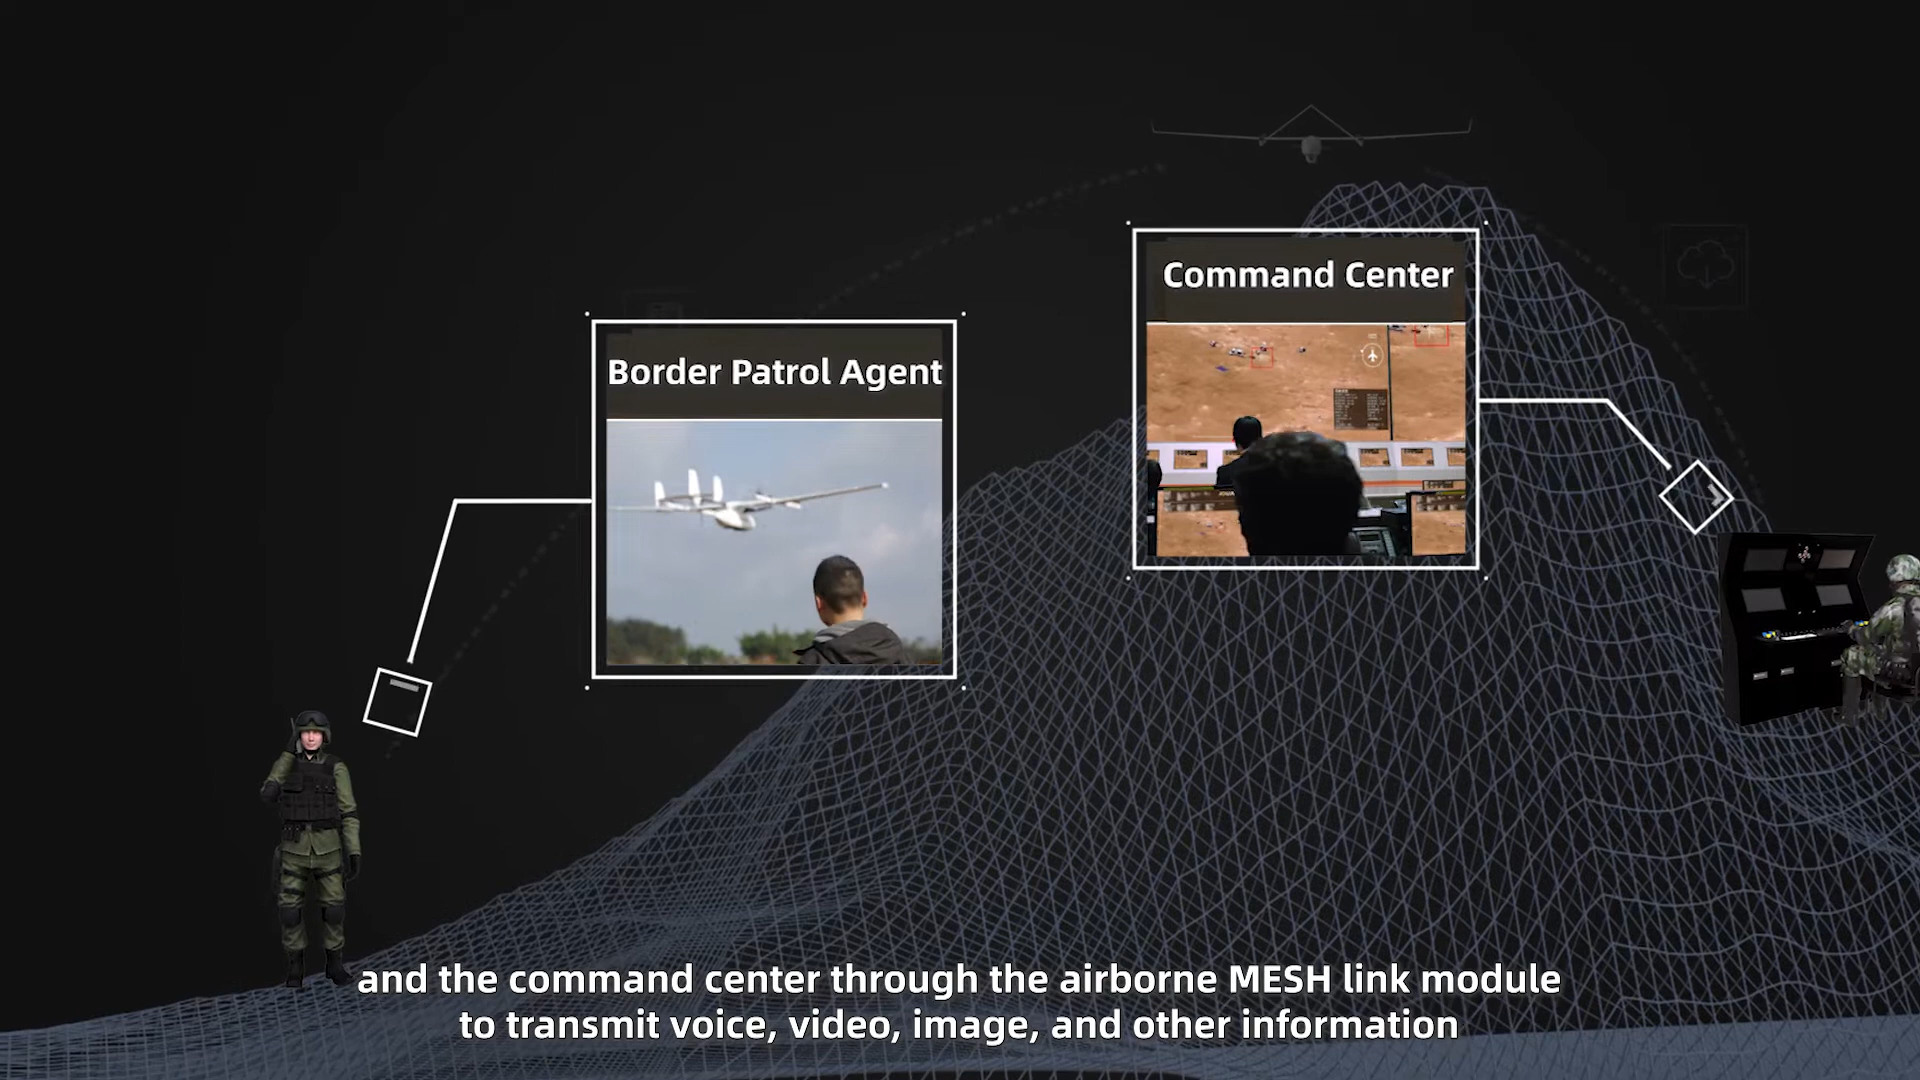 Command Center
Border Patrol Agent
and the command center through the airborne MESH link module
to transmit voice, video, image, and other information